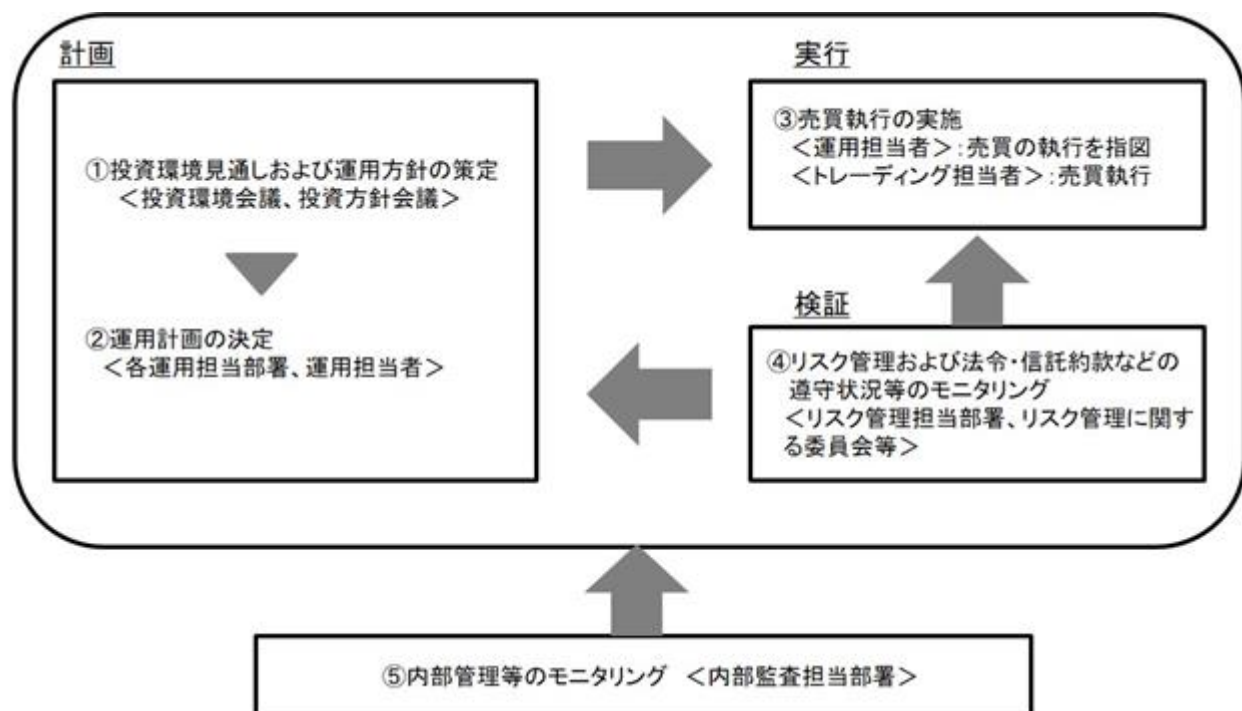 計画
①投資環境見通しおよび運用方針の策定
＜投資環境会議、投資方針会議＞
②運用計画の決定
＜各運用担当部署、運用担当者＞
実行
③売買執行の実施
＜運用担当者＞：売買の執行を指図
＜トレーディング担当者＞：売買執行
検証
④リスク管理および法令・信託約款などの
遵守状況等のモニタリング
＜リスク管理担当部署、リスク管理に関す
る委員会等＞
⑤内部管理等のモニタリング　＜内部監査担当部署＞